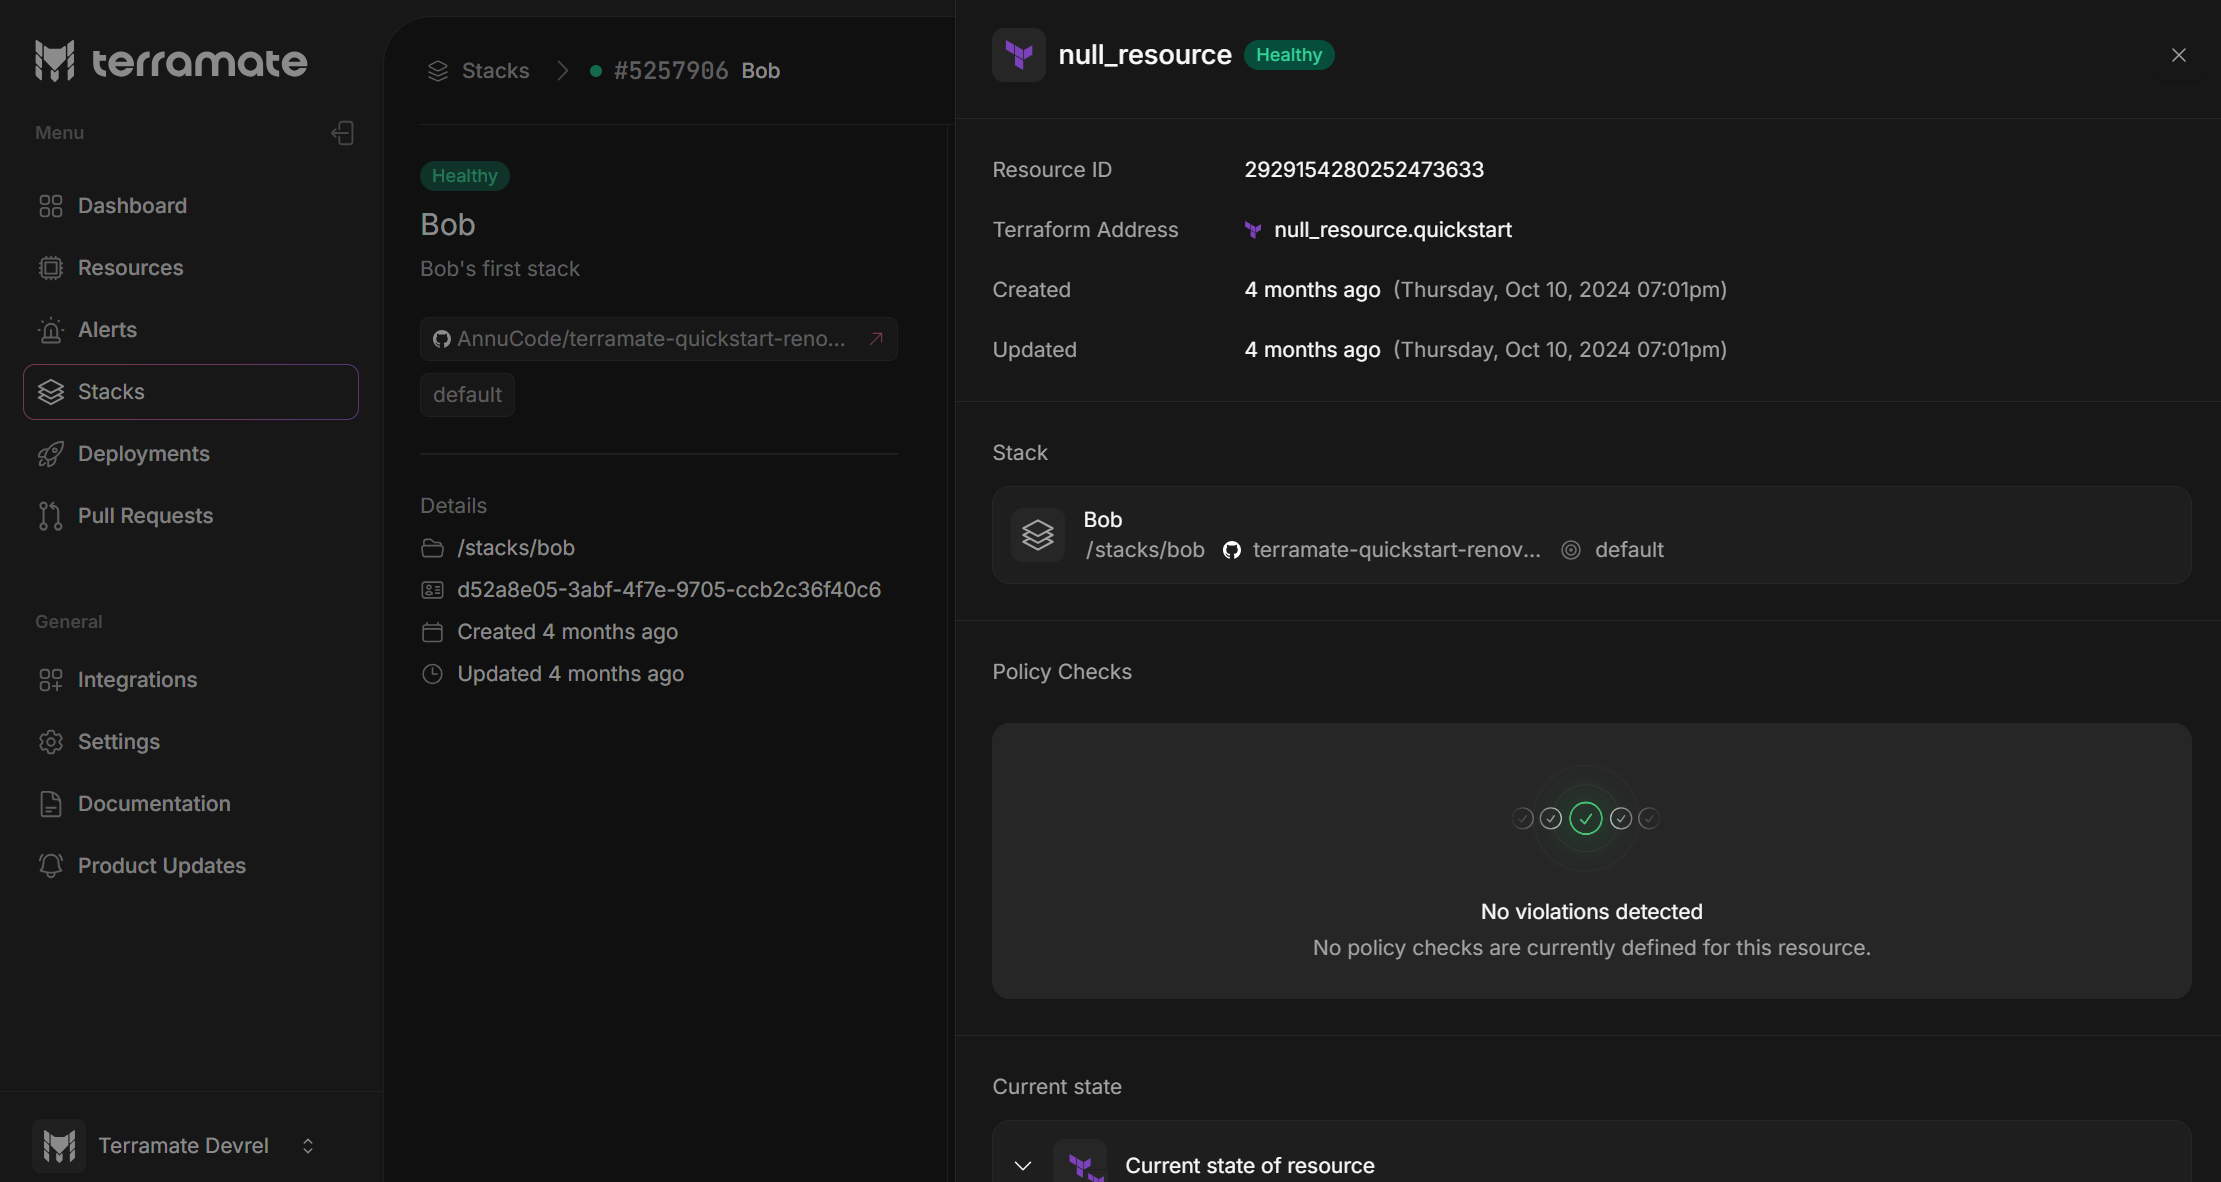 terramate
Menu
Dashboard
Resources
Alerts
Stacks
Deployments
Pull Requests
General
Integrations
Settings
Documentation
Product Updates
Terramate Devrel
Stacks #5257906 Bob
Healthy
Bob
Bob's first stack
AnnuCode/terramate-quickstart-reno...
default
Details
/stacks/bob
d52a8e05-3abf-4f7e-9705-ccb2c36f40c6
Created 4 months ago
Updated 4 months ago
null_resource Healthy
Resource ID 2929154280252473633
Terraform Address null_resource.quickstart
Created 4 months ago (Thursday, Oct 10, 2024 07:01pm)
Updated 4 months ago (Thursday, Oct 10, 2024 07:01pm)
Stack
Bob
/stacks/bob terramate-quickstart-renov... default
Policy Checks
No violations detected
No policy checks are currently defined for this resource.
Current state
Current state of resource